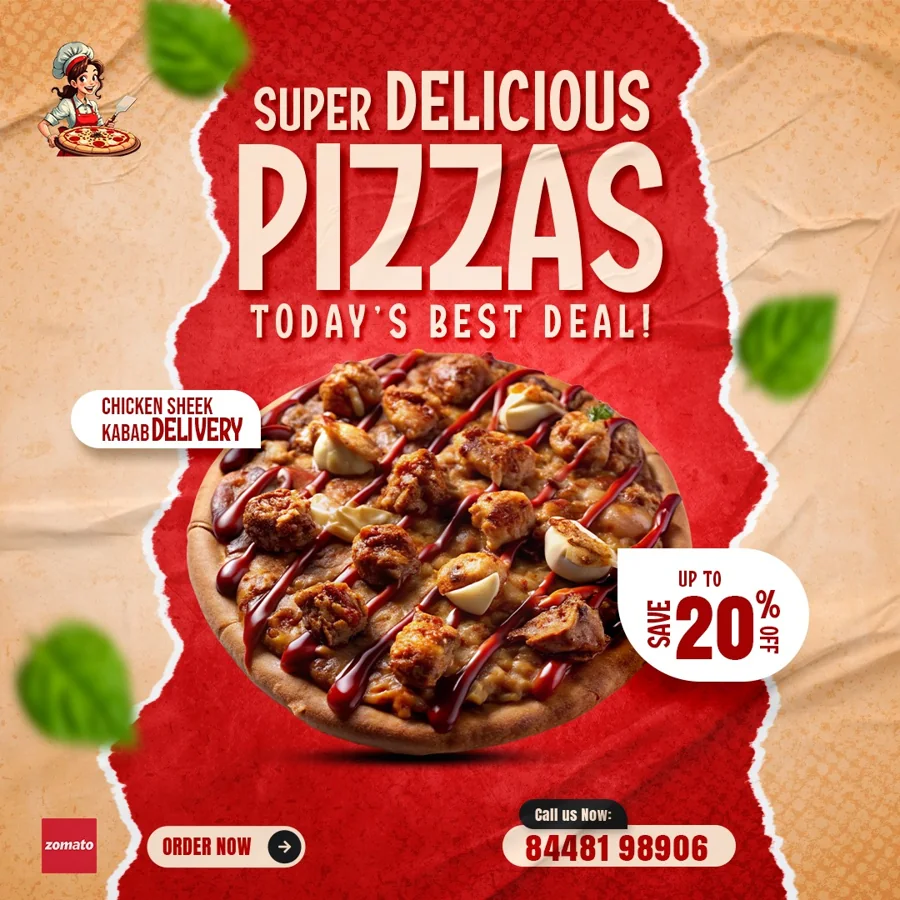 SUPER DELICIOUS
PIZZAS
TODAY'S BEST DEAL!
CHICKEN SHEEK
KABAB DELIVERY
UP TO
SAVE 20% OFF
zomato
ORDER NOW
Call us Now:
84481 98906